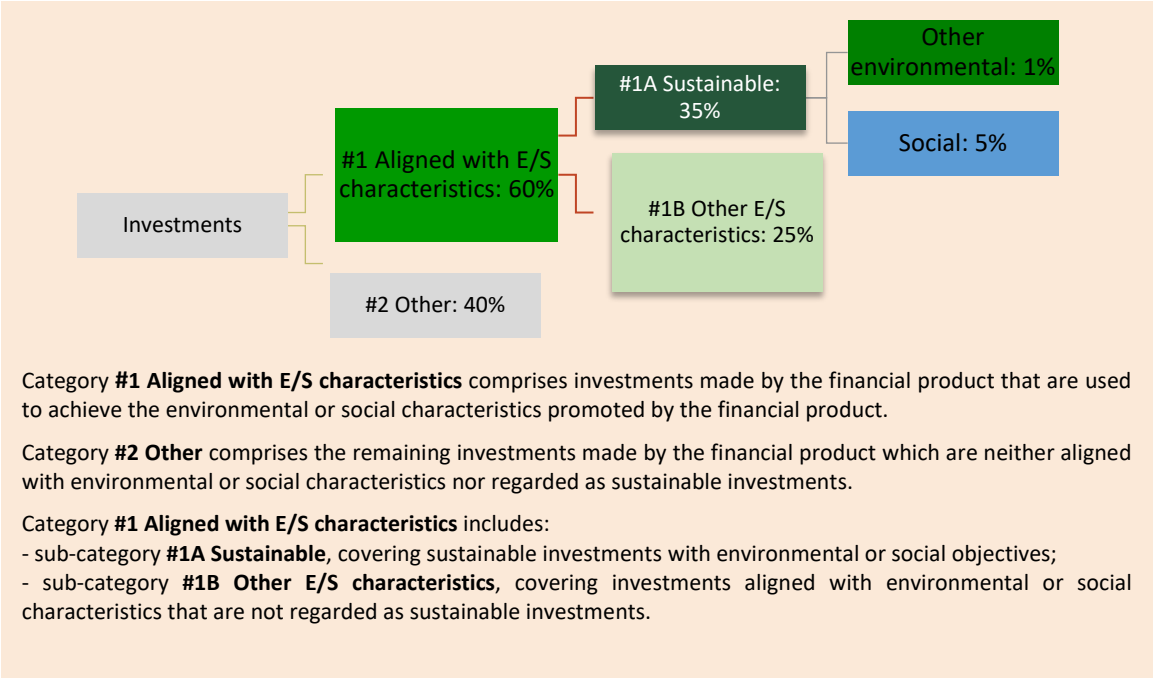 Investments
#1 Aligned with E/S
characteristics: 60%
#2 Other: 40%
#1A Sustainable:
35%
#1B Other E/S
characteristics: 25%
Other
environmental: 1%
Social: 5%
Category #1 Aligned with E/S characteristics comprises investments made by the financial product that are used
to achieve the environmental or social characteristics promoted by the financial product.
Category #2 Other comprises the remaining investments made by the financial product which are neither aligned
with environmental or social characteristics nor regarded as sustainable investments.
Category #1 Aligned with E/S characteristics includes:
- sub-category #1A Sustainable, covering sustainable investments with environmental or social objectives;
- sub-category #1B Other E/S characteristics, covering investments aligned with environmental or social
characteristics that are not regarded as sustainable investments.